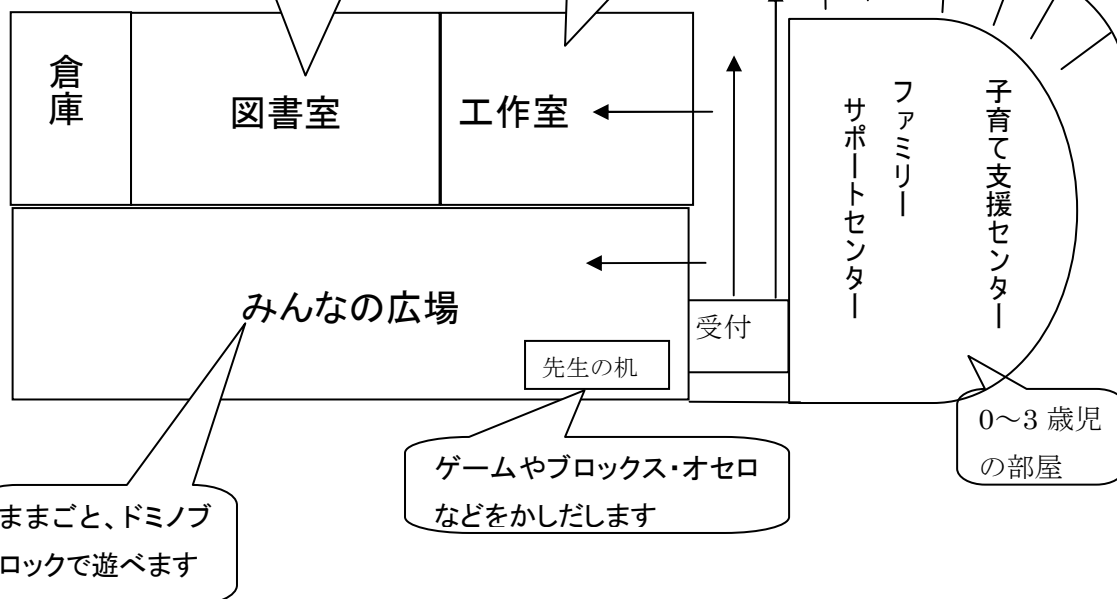 倉庫
図書室
工作室
子育て支援センター
ファミリー
サポートセンター
みんなの広場
受付
先生の机
0～3 歳児
の部屋
ゲームやブロックス・オセロ
などをかしだします
ままごと、ドミノブ
ロックで遊べます